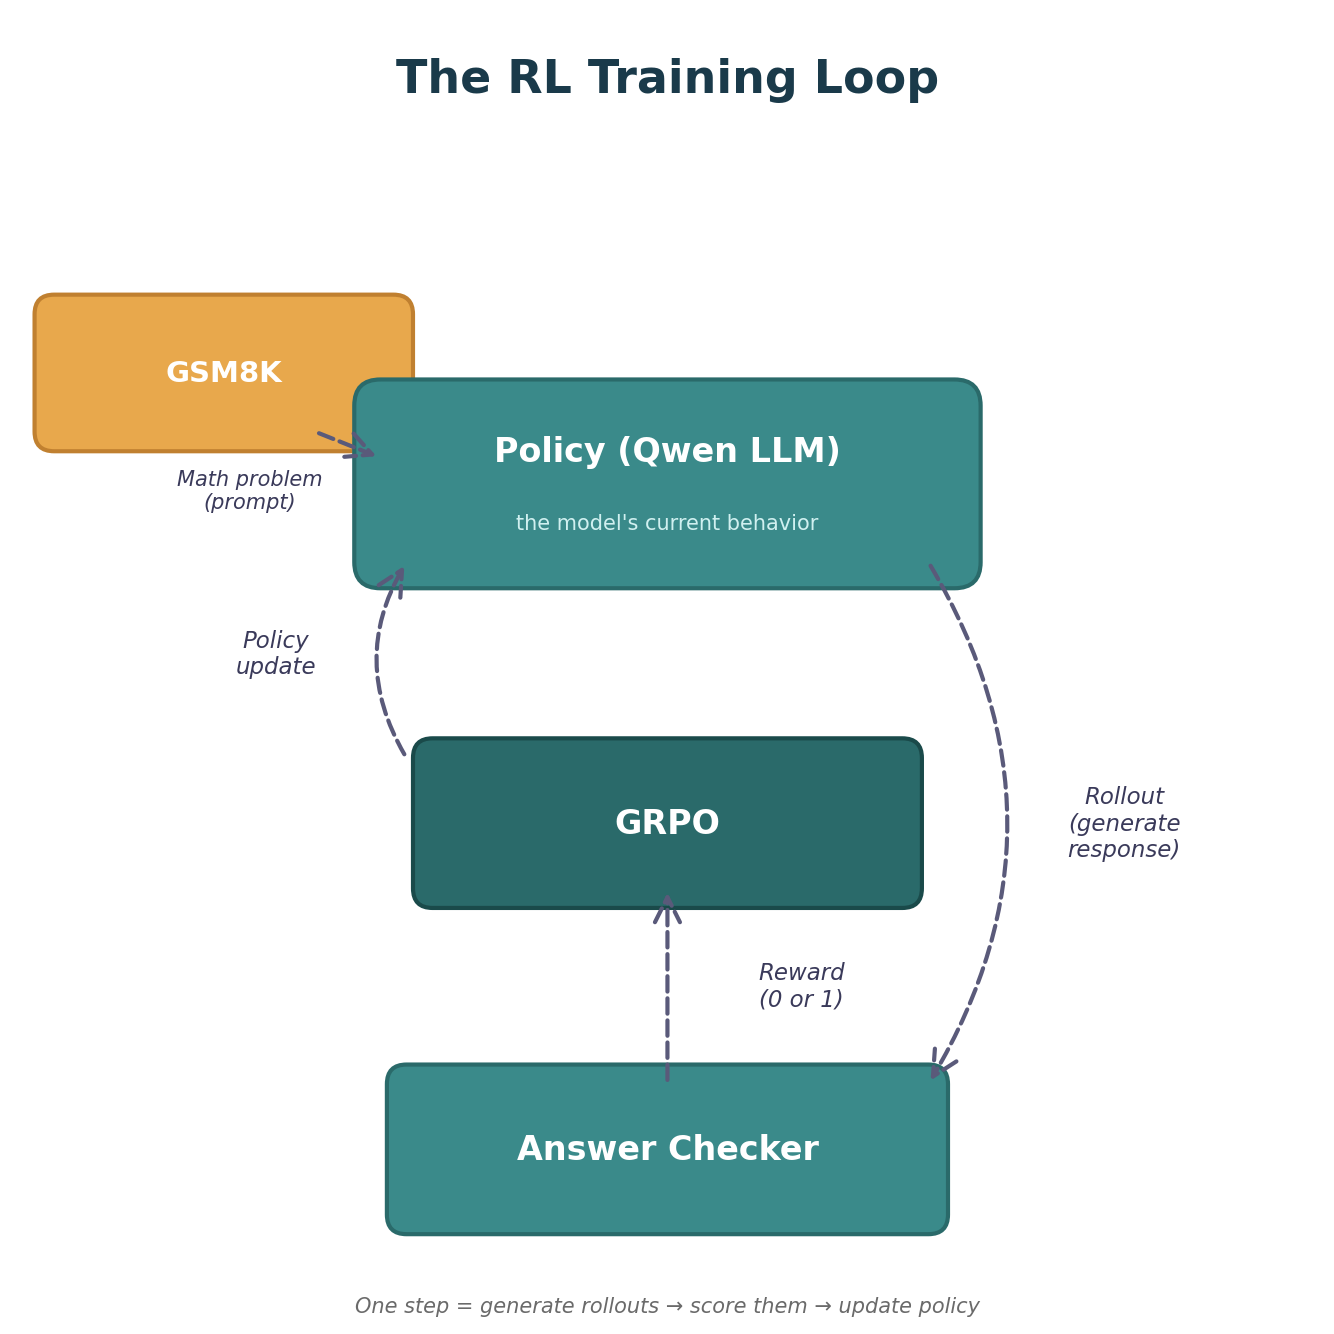 The RL Training Loop
GSM8K
Math problem
(prompt)
Policy (Qwen LLM)
the model's current behavior
Policy
update
GRPO
Rollout
(generate
response)
Reward
(0 or 1)
Answer Checker
One step = generate rollouts → score them → update policy